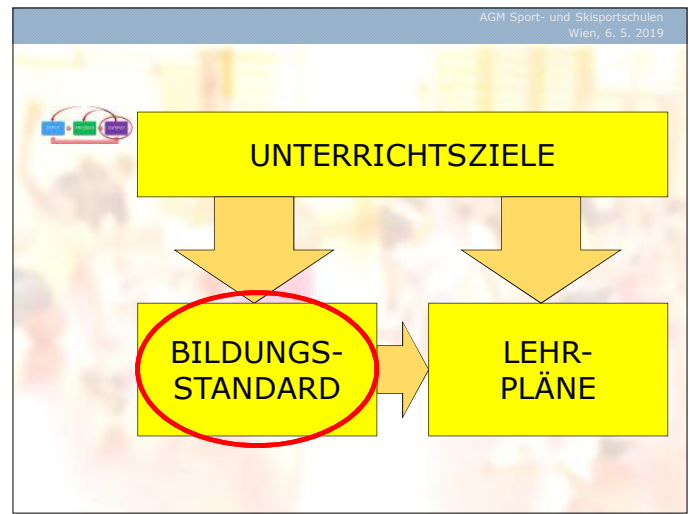 AGM Sport- und Skisportschulen
Wien, 6. 5. 2019
UNTERRICHTSZIELE
BILDUNGS-
STANDARD
LEHR-
PLÄNE